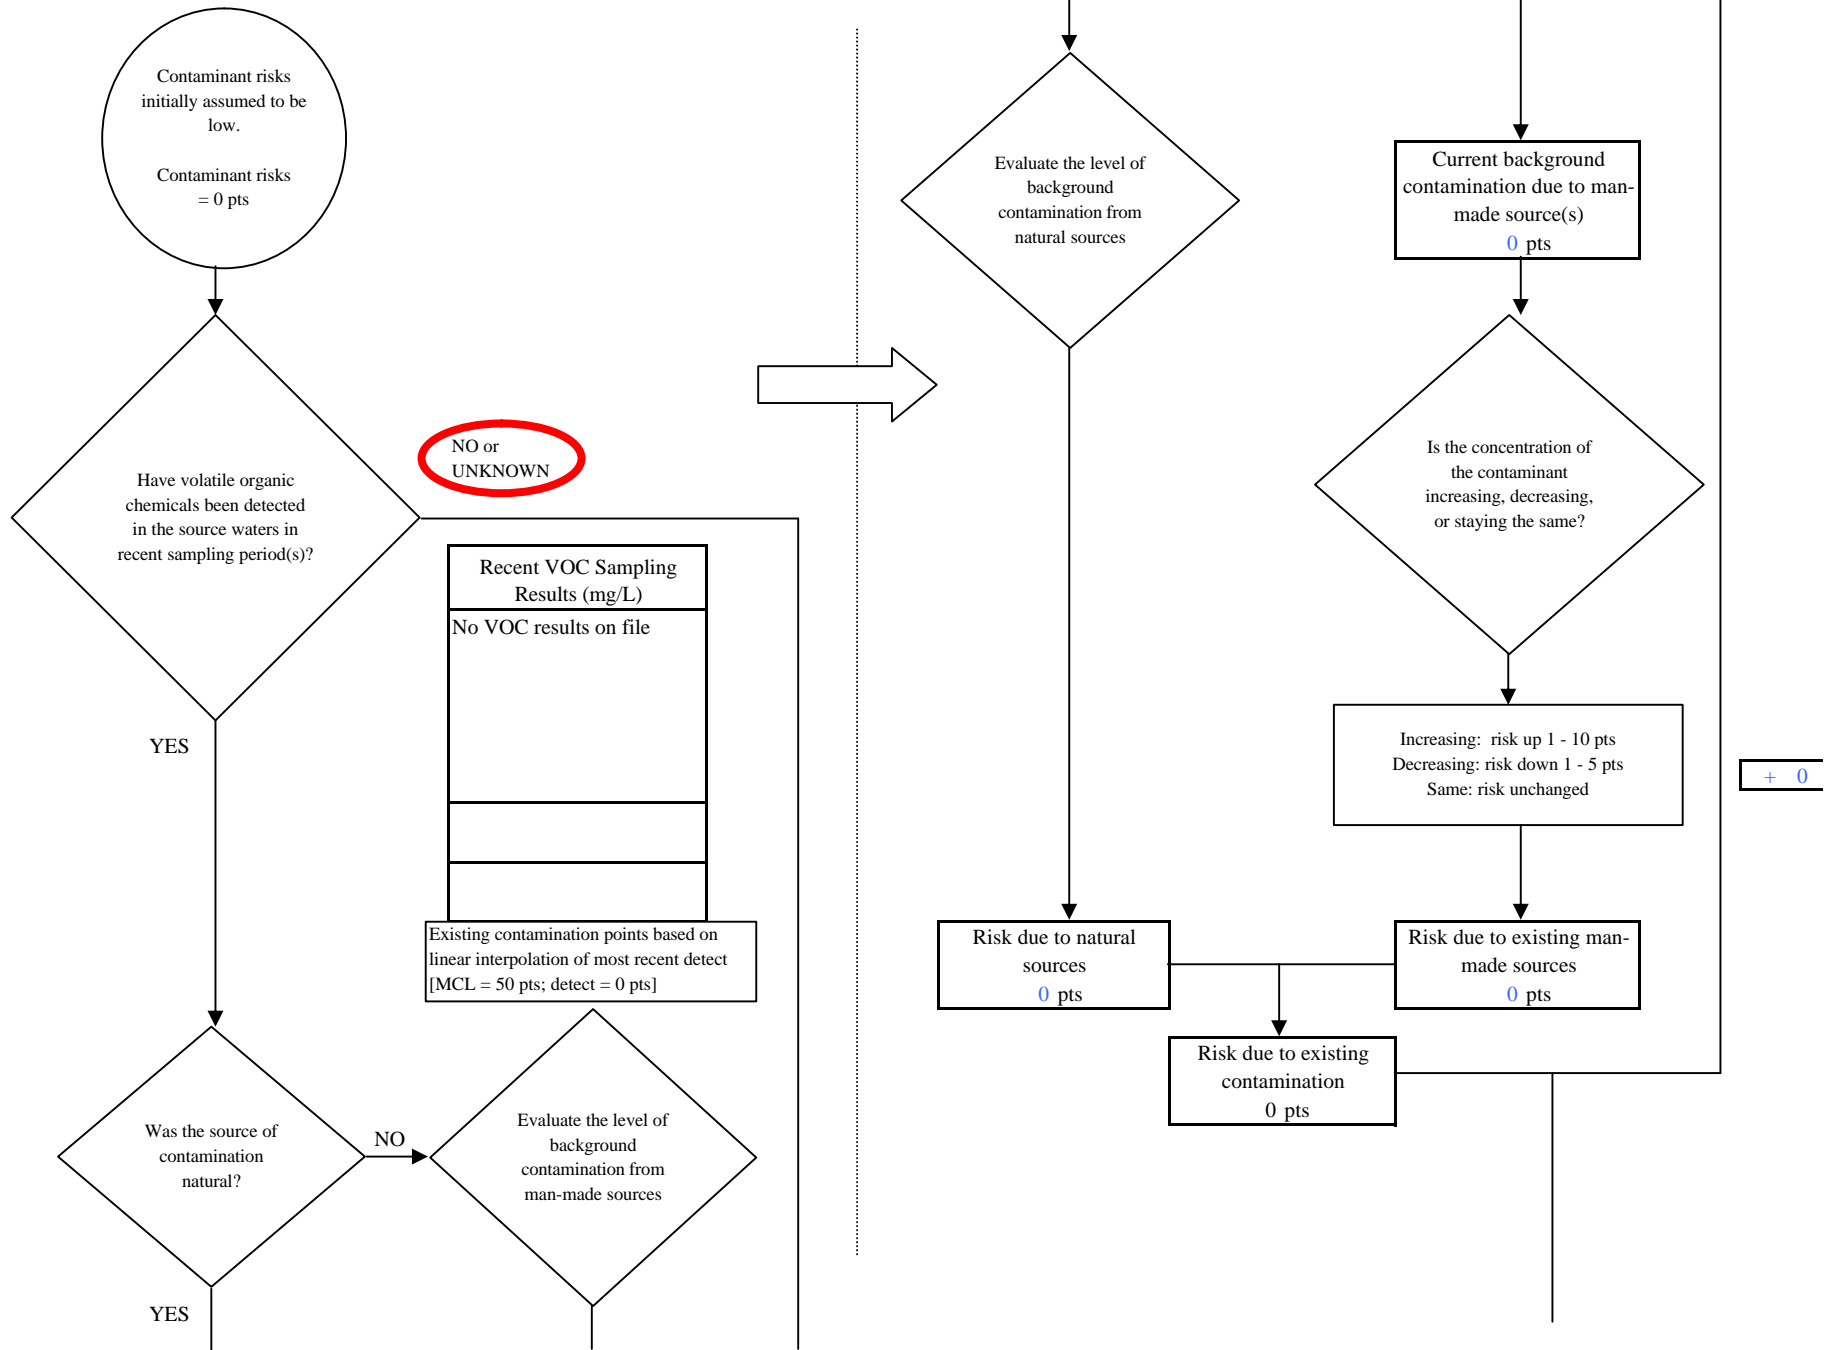 Contaminant risks
initially assumed to be
low.
Contaminant risks
= 0 pts
Have volatile organic
chemicals been detected
in the source waters in
recent sampling period(s)?
NO or
UNKNOWN
YES
Recent VOC Sampling
Results (mg/L)
No VOC results on file
Existing contamination points based on
linear interpolation of most recent detect
[MCL = 50 pts; detect = 0 pts]
Was the source of
contamination
natural?
NO
YES
Evaluate the level of
background
contamination from
man-made sources
Evaluate the level of
background
contamination from
natural sources
Current background
contamination due to man-
made source(s)
0 pts
Is the concentration of
the contaminant
increasing, decreasing,
or staying the same?
Increasing: risk up 1 - 10 pts
Decreasing: risk down 1 - 5 pts
Same: risk unchanged
+ 0
Risk due to natural
sources
0 pts
Risk due to existing man-
made sources
0 pts
Risk due to existing
contamination
0 pts